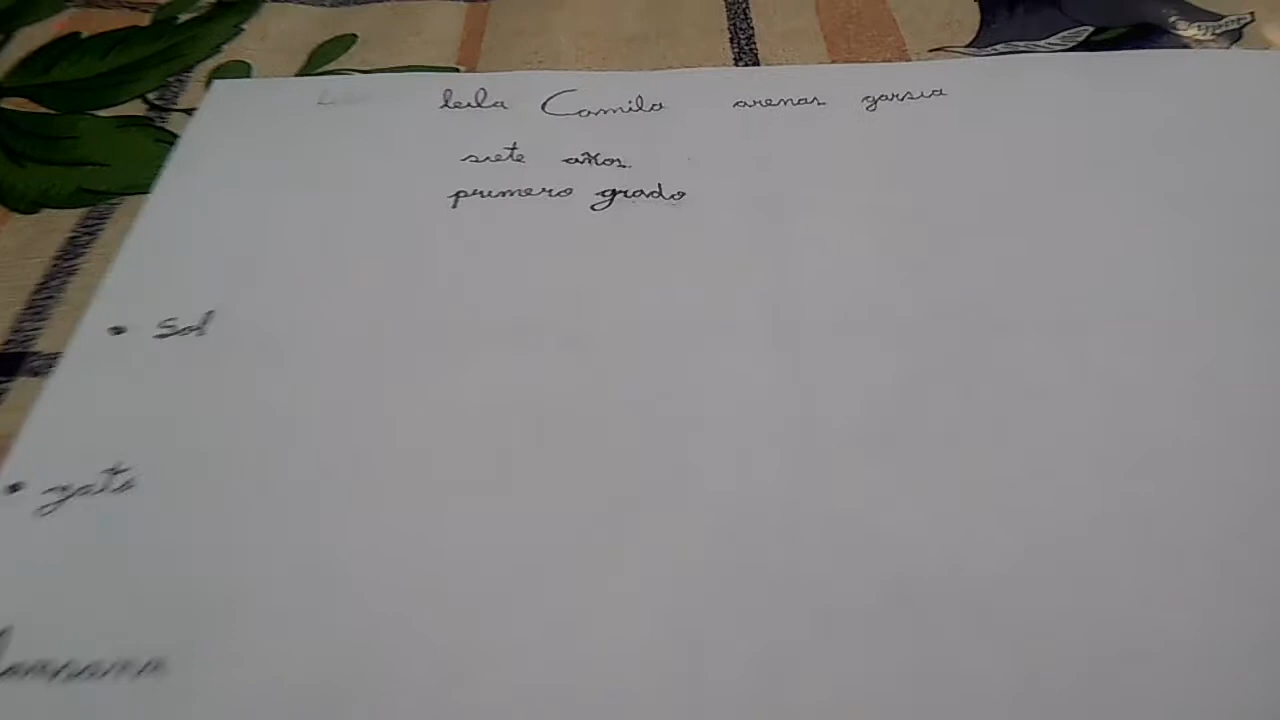 leila Camila arenas garsia
siete años
primero grado
• sol
• gato